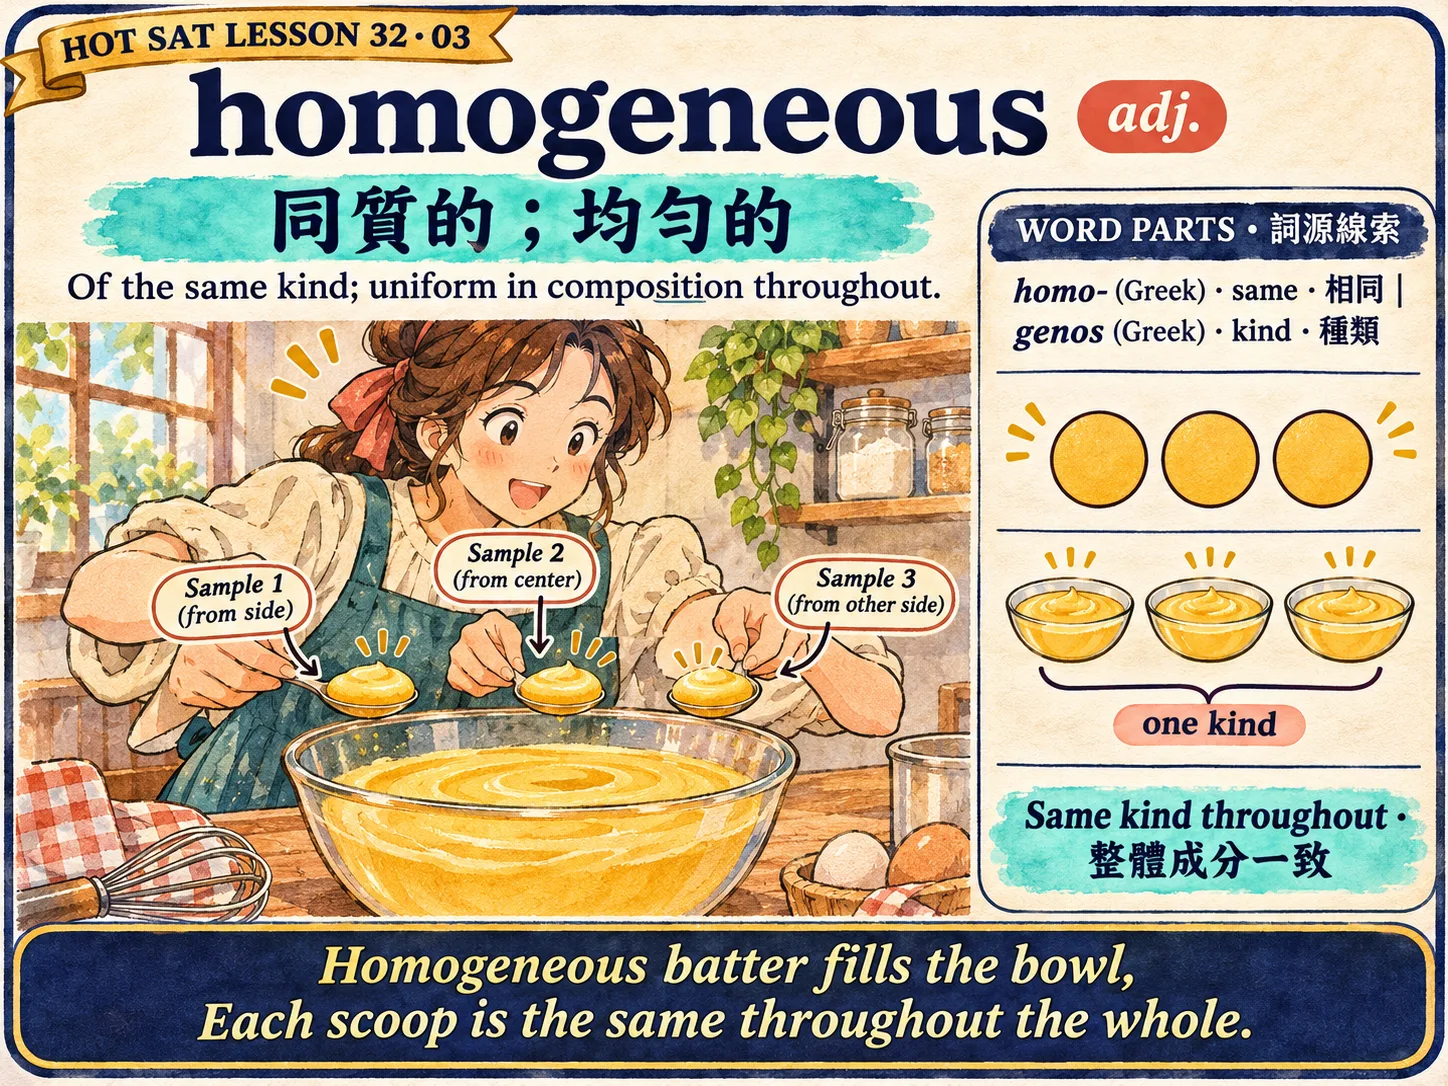 HOT SAT LESSON 32·03
homogeneous adj.
同質的；均勻的
Of the same kind; uniform in composition throughout.
Sample 1
(from side)
Sample 2
(from center)
Sample 3
(from other side)
WORD PARTS • 詞源線索
homo- (Greek) · same · 相同 |
genos (Greek) · kind · 種類
one kind
Same kind throughout ·
整體成分一致
Homogeneous batter fills the bowl,
Each scoop is the same throughout the whole.